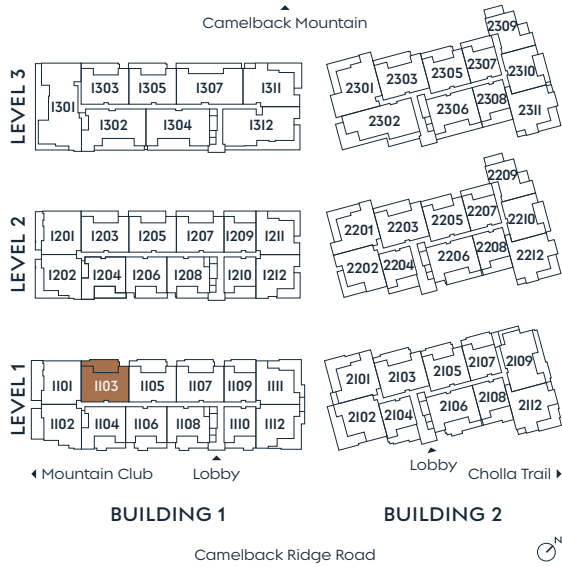 Camelback Mountain
LEVEL 3
1301 1303 1305 1307 1311
1302 1304 1312
2301 2303 2305 2307 2309 2310
2302 2306 2308 2311
LEVEL 2
1201 1203 1205 1207 1209 1211
1202 1204 1206 1208 1210 1212
2201 2203 2205 2207 2209 2210
2202 2204 2206 2208 2212
LEVEL 1
1101 1103 1105 1107 1109 1111
1102 1104 1106 1108 1110 1112
2101 2103 2105 2107 2109
2102 2104 2106 2108 2112
Mountain Club Lobby
Lobby Cholla Trail
BUILDING 1
BUILDING 2
Camelback Ridge Road
N